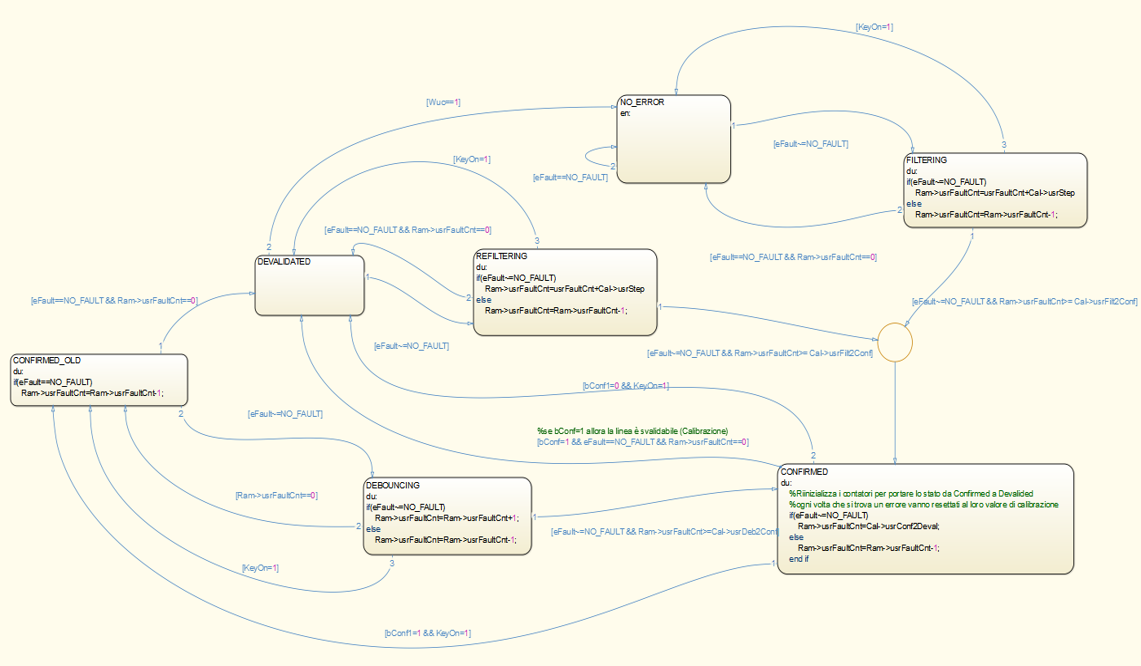 [KeyOn=1]
[Wuc==1]
NO_ERROR
en:
1
2
[eFault~=NO_FAULT]
[eFault==NO_FAULT]
3
FILTERING
du:
if(eFault~=NO_FAULT)
Ram->usrFaultCnt=usrFaultCnt+Cal->usrStep
else
Ram->usrFaultCnt=Ram->usrFaultCnt-1;
2
1
[KeyOn=1]
[eFault==NO_FAULT && Ram->usrFaultCnt==0]
2
3
[eFault==NO_FAULT && Ram->usrFaultCnt==0]
DEVALIDATED
1
REFILTERING
du:
if(eFault~=NO_FAULT)
Ram->usrFaultCnt=usrFaultCnt+Cal->usrStep
else
Ram->usrFaultCnt=Ram->usrFaultCnt-1;
2
1
[eFault==NO_FAULT && Ram->usrFaultCnt==0]
[eFault~=NO_FAULT && Ram->usrFaultCnt>= Cal->usrFilt2Conf]
[eFault~=NO_FAULT]
[eFault~=NO_FAULT && Ram->usrFaultCnt>= Cal->usrFilt2Conf]
1
CONFIRMED_OLD
du:
if(eFault==NO_FAULT)
Ram->usrFaultCnt=Ram->usrFaultCnt-1;
2
[bConf1=0 && KeyOn=1]
[eFault~=NO_FAULT]
%se bConf=1 allora la linea è svalidabile (Calibrazione)
[bConf=1 && eFault==NO_FAULT && Ram->usrFaultCnt==0]
2
CONFIRMED
du:
%Riinizializza i contatori per portare lo stato da Confirmed a Devalided
%ogni volta che si trova un errore vanno resettati al loro valore di calibrazione
if(eFault~=NO_FAULT)
Ram->usrFaultCnt=Cal->usrConf2Deval;
else
Ram->usrFaultCnt=Ram->usrFaultCnt-1;
end if
1
DEBOUNCING
du:
if(eFault~=NO_FAULT)
Ram->usrFaultCnt=Ram->usrFaultCnt+1;
else
Ram->usrFaultCnt=Ram->usrFaultCnt-1;
1
2
3
[Ram->usrFaultCnt==0]
[eFault~=NO_FAULT && Ram->usrFaultCnt>=Cal->usrDeb2Conf]
[KeyOn=1]
[bConf1=1 && KeyOn=1]